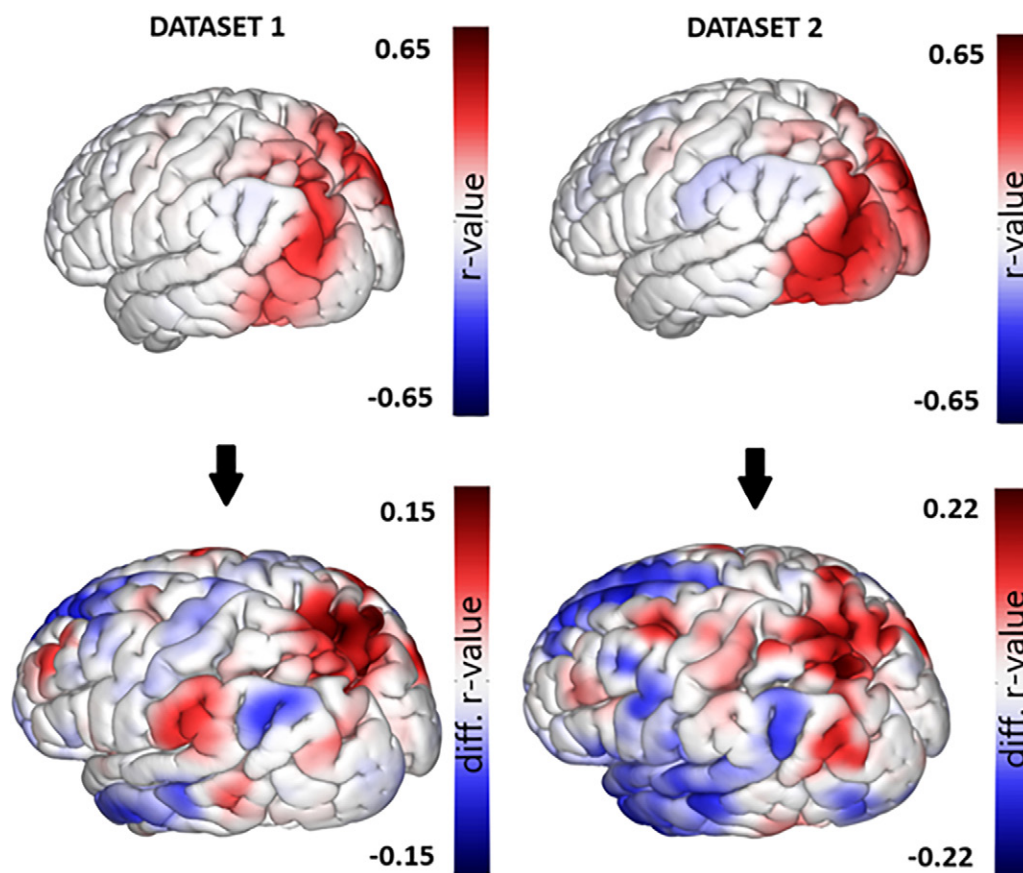 DATASET 1
0.65
r-value
-0.65
DATASET 2
0.65
r-value
-0.65
0.15
diff. r-value
-0.15
0.22
diff. r-value
-0.22